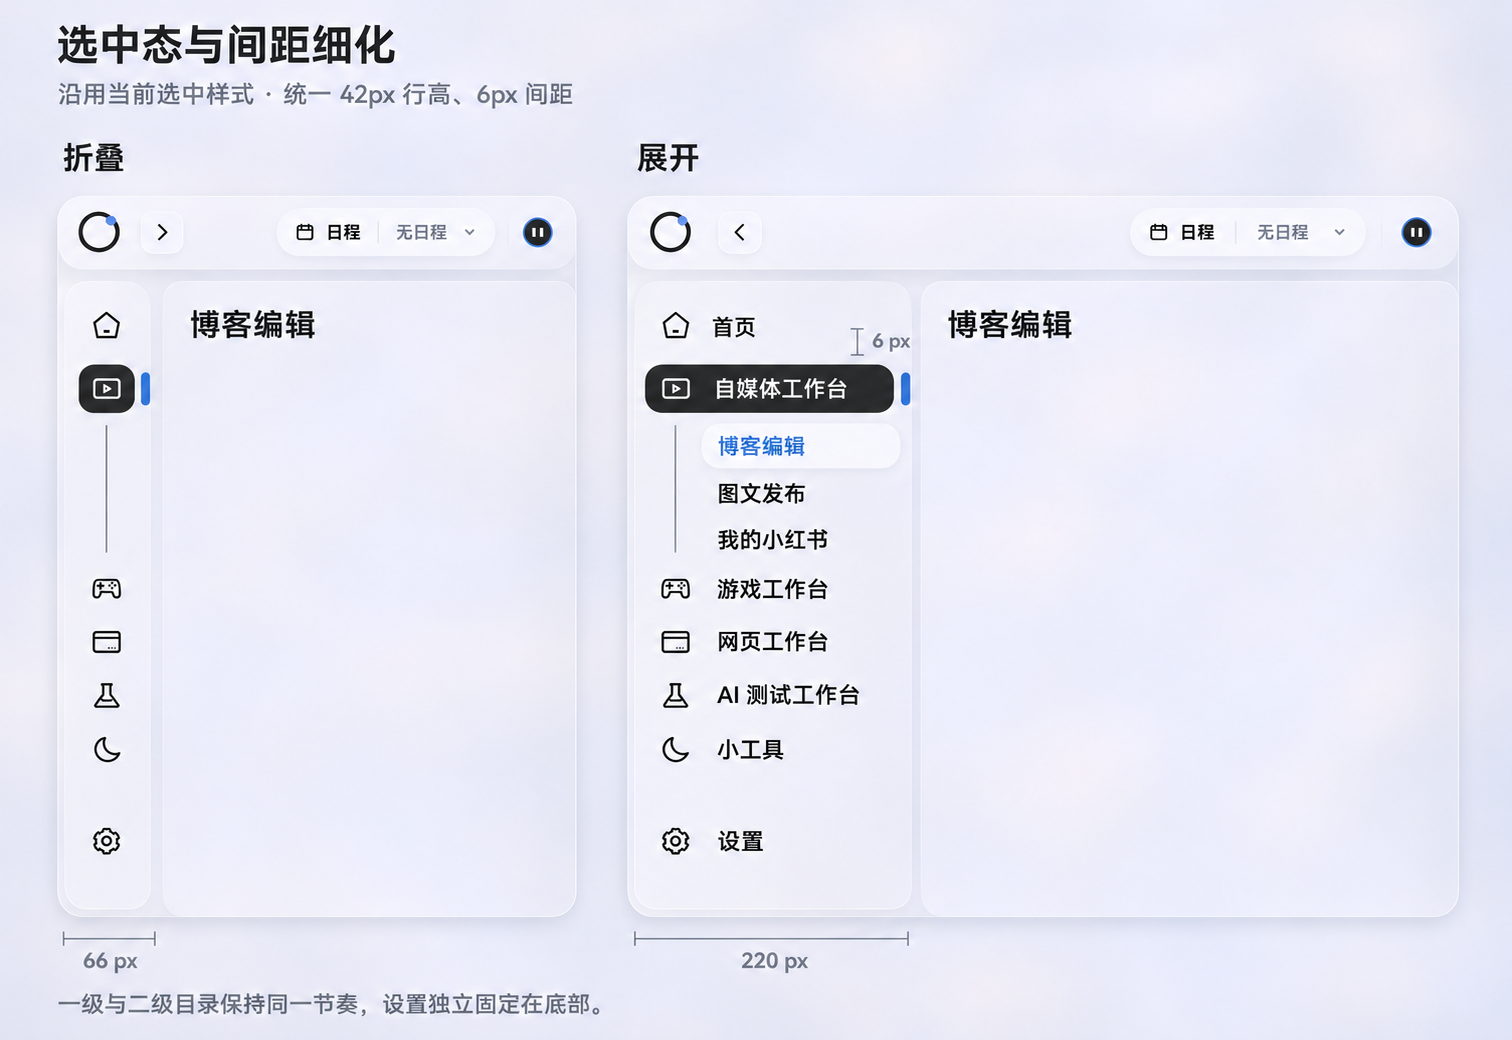 选中态与间距细化
沿用当前选中样式 · 统一 42px 行高、6px 间距
折叠
日程
无日程
博客编辑
66 px
展开
日程
无日程
首页
6 px
自媒体工作台
博客编辑
图文发布
我的小红书
游戏工作台
网页工作台
AI 测试工作台
小工具
设置
博客编辑
220 px
一级与二级目录保持同一节奏，设置独立固定在底部。